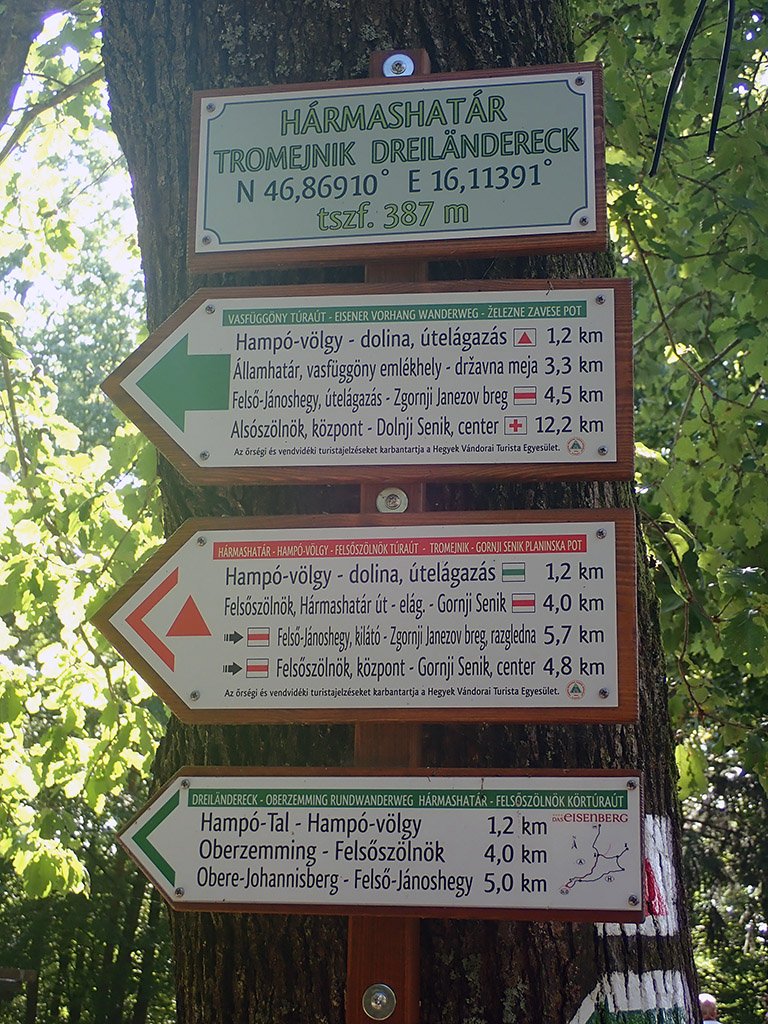 HÁRMASHATÁR
TROMEJNIK DREILÄNDERECK
N 46,86910° E 16,11391°
tszf. 387 m
VASFÜGGÖNY TÚRAÚT - EISENER VORHANG WANDERWEG - ŽELEZNE ZAVESE POT
Hampó-völgy - dolina, útelágazás 1,2 km
Államhatár, vasfüggöny emlékhely - državna meja 3,3 km
Felső-Jánoshegy, útelágazás - Zgornji Janezov breg 4,5 km
Alsószölnök, központ - Dolnji Senik, center 12,2 km
Az őrségi és vendvidéki turistajelzéseket karbantartja a Hegyek Vándorai Turista Egyesület.
HÁRMASHATÁR - HAMPÓ-VÖLGY - FELSŐSZÖLNÖK TÚRAÚT - TROMEJNIK - GORNJI SENIK PLANINSKA POT
Hampó-völgy - dolina, útelágazás 1,2 km
Felsőszölnök, Hármashatár út - elág. - Gornji Senik 4,0 km
Felső-Jánoshegy, kilátó - Zgornji Janezov breg, razgledna 5,7 km
Felsőszölnök, központ - Gornji Senik, center 4,8 km
Az őrségi és vendvidéki turistajelzéseket karbantartja a Hegyek Vándorai Turista Egyesület.
DREILÄNDERECK - OBERZEMMING RUNDWANDERWEG HÁRMASHATÁR - FELSŐSZÖLNÖK KÖRTÚRAÚT
Hampó-Tal - Hampó-völgy 1,2 km
Oberzemming - Felsőszölnök 4,0 km
Obere-Johannisberg - Felső-Jánoshegy 5,0 km
DAS EISENBERG
A
H